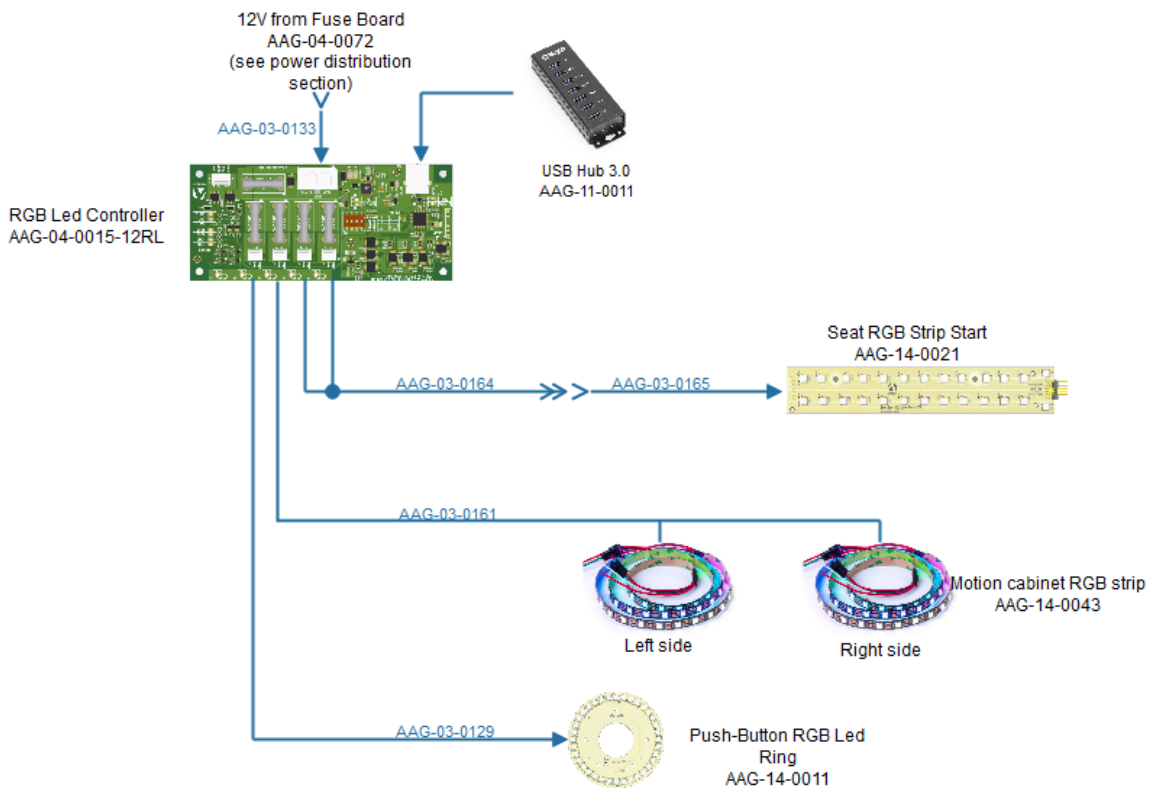 12V from Fuse Board
AAG-04-0072
(see power distribution
section)
AAG-03-0133
USB Hub 3.0
AAG-11-0011
RGB Led Controller
AAG-04-0015-12RL
Seat RGB Strip Start
AAG-14-0021
AAG-03-0164
AAG-03-0165
AAG-03-0161
Motion cabinet RGB strip
AAG-14-0043
Left side
Right side
AAG-03-0129
Push-Button RGB Led
Ring
AAG-14-0011